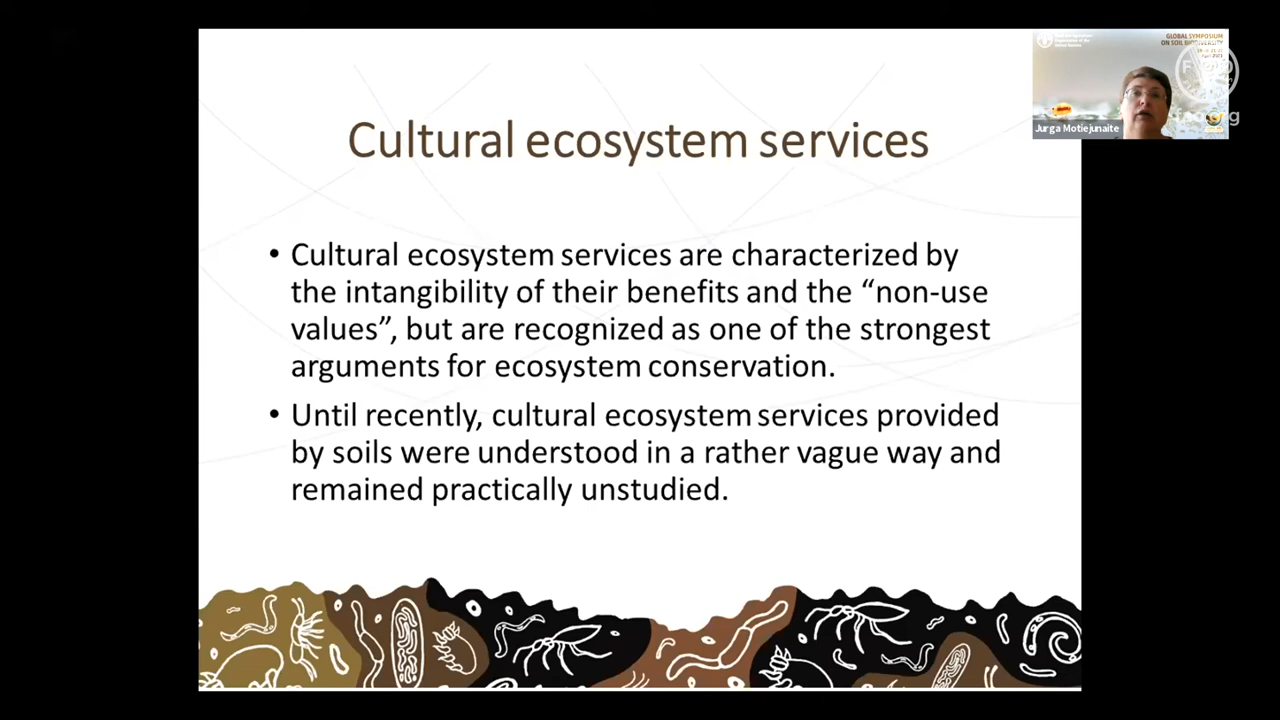 Cultural ecosystem services
• Cultural ecosystem services are characterized by
the intangibility of their benefits and the “non-use
values”, but are recognized as one of the strongest
arguments for ecosystem conservation.
• Until recently, cultural ecosystem services provided
by soils were understood in a rather vague way and
remained practically unstudied.
GLOBAL SYMPOSIUM
ON SOIL BIODIVERSITY
Jurga Motiejunaite